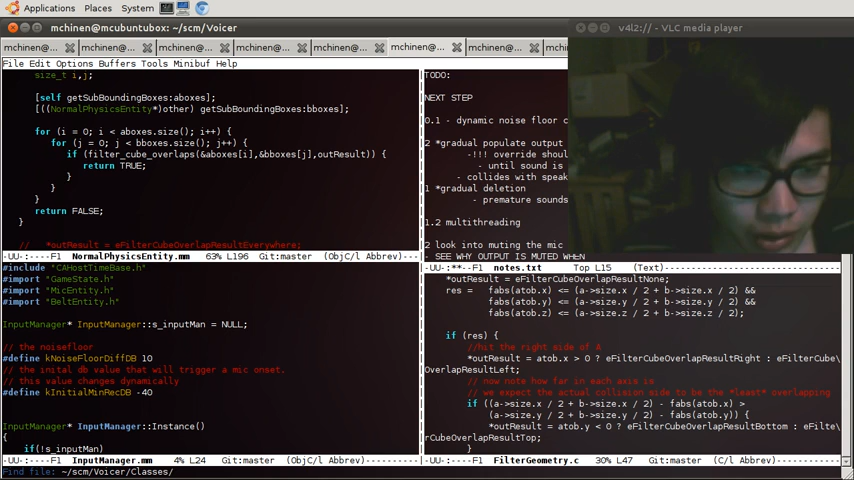 Applications Places System
mchinen@mcubuntubox: ~/scm/Voicer
v4l2:// - VLC media player
mchinen@... mchinen@... mchinen@... mchinen@... mchinen@... mchinen@... mchinen@...
File Edit Options Buffers Tools Minibuf Help
size_t i,j;
[self getSubBoundingBoxes:aboxes];
[((NormalPhysicsEntity*)other) getSubBoundingBoxes:bboxes];
for (i = 0; i < aboxes.size(); i++) {
for (j = 0; j < bboxes.size(); j++) {
if (filter_cube_overlaps(&aboxes[i],&bboxes[j],outResult)) {
return TRUE;
}
}
}
return FALSE;
}
// *outResult = eFilterCubeOverlapResultEverywhere;
-UU-:----F1 NormalPhysicsEntity.mm 63% L196 Git:master (ObjC/l Abbrev)
TODO:
NEXT STEP
0.1 - dynamic noise floor
2 *gradual populate output
-!!! override
- until sound is
- collides with
1 *gradual deletion
- premature sounds
1.2 multithreading
2 look into muting the mic
- SEE WHY OUTPUT IS MUTED WHEN
-UU-:**--F1 notes.txt Top L15 (Text)
#include "CAHostTimeBase.h"
#import "GameState.h"
#import "MicEntity.h"
#import "BeltEntity.h"
InputManager* InputManager::s_inputMan = NULL;
// the noisefloor
#define kNoiseFloorDiffDB 10
// the inital db value that will trigger a mic onset.
// this value changes dynamically
#define kInitialMinRecDB -40
InputManager* InputManager::Instance()
{
if(!s_inputMan)
-UU-:----F1 InputManager.mm 4% L24 Git:master (ObjC/l Abbrev)
*outResult = eFilterCubeOverlapResultNone;
res = fabs(atob.x) <= (a->size.x / 2 + b->size.x / 2) &&
fabs(atob.y) <= (a->size.y / 2 + b->size.y / 2) &&
fabs(atob.z) <= (a->size.z / 2 + b->size.z / 2);
if (res) {
//hit the right side of A
*outResult = atob.x > 0 ? eFilterCubeOverlapResultRight : eFilterCube\
OverlapResultLeft;
// now note how far in each axis is
// we expect the actual collision side to be the *least* overlapping
if ((a->size.x / 2 + b->size.x / 2) - fabs(atob.x) >
(a->size.y / 2 + b->size.y / 2) - fabs(atob.y)) {
*outResult = atob.y < 0 ? eFilterCubeOverlapResultBottom : eFilte\
rCubeOverlapResultTop;
}
-UU-:----F1 FilterGeometry.c 30% L47 Git:master (C/l Abbrev)
Find file: ~/scm/Voicer/Classes/